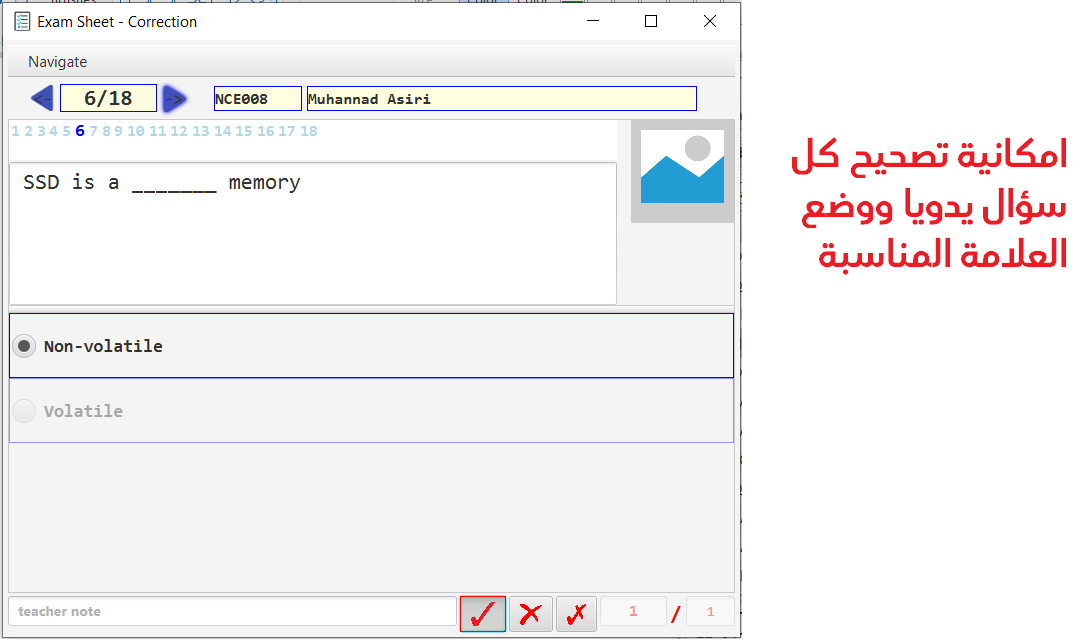 Exam Sheet - Correction
Navigate
<- 6/18 -> NCE008 Muhannad Asiri
1 2 3 4 5 6 7 8 9 10 11 12 13 14 15 16 17 18
SSD is a _______ memory
Non-volatile
Volatile
teacher note 1 / 1
امكانية تصحيح كل
سؤال يدويا ووضع
العلامة المناسبة